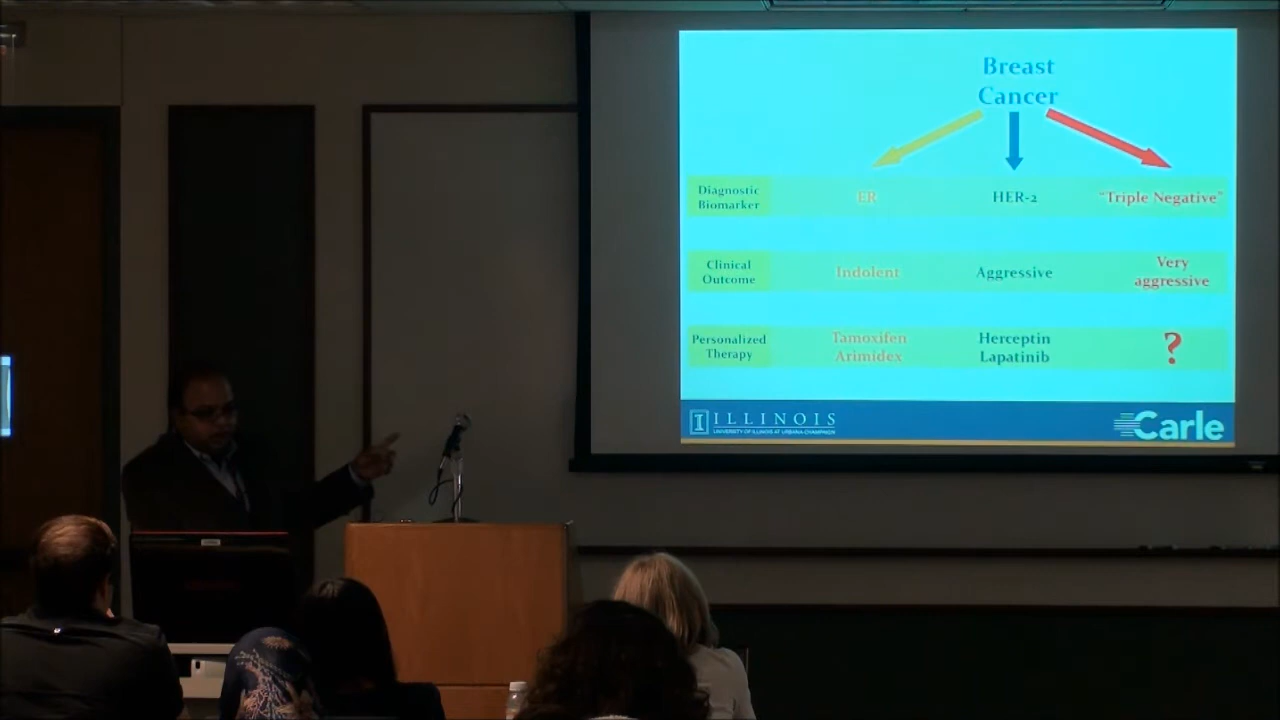 Breast
Cancer
Diagnostic
Biomarker
ER
HER-2
"Triple Negative"
Clinical
Outcome
Indolent
Aggressive
Very
aggressive
Personalized
Therapy
Tamoxifen
Arimidex
Herceptin
Lapatinib
?
I ILLINOIS
UNIVERSITY OF ILLINOIS AT URBANA-CHAMPAIGN
Carle